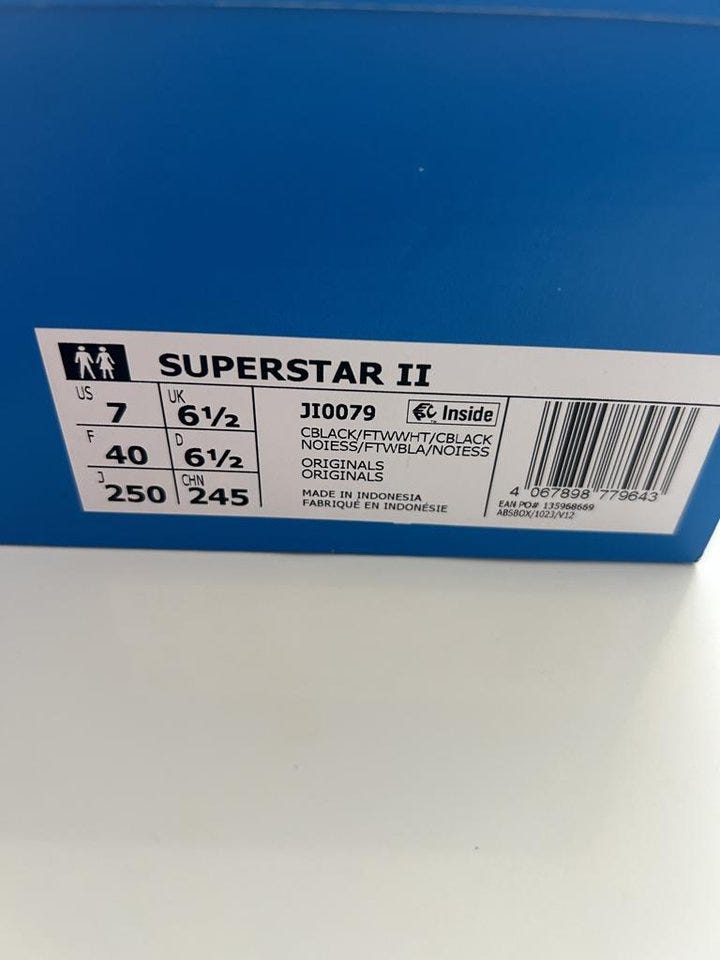 SUPERSTAR II
US 7 UK 6½
F 40 D 6½
J 250 CHN 245
JI0079 Inside
CBLACK/FTWWHT/CBLACK
NOIESS/FTWBLA/NOIESS
ORIGINALS
ORIGINALS
MADE IN INDONESIA
FABRIQUÉ EN INDONÉSIE
4 067898 779643
EAN PO# 135968669
ABSBOX/1023/V12